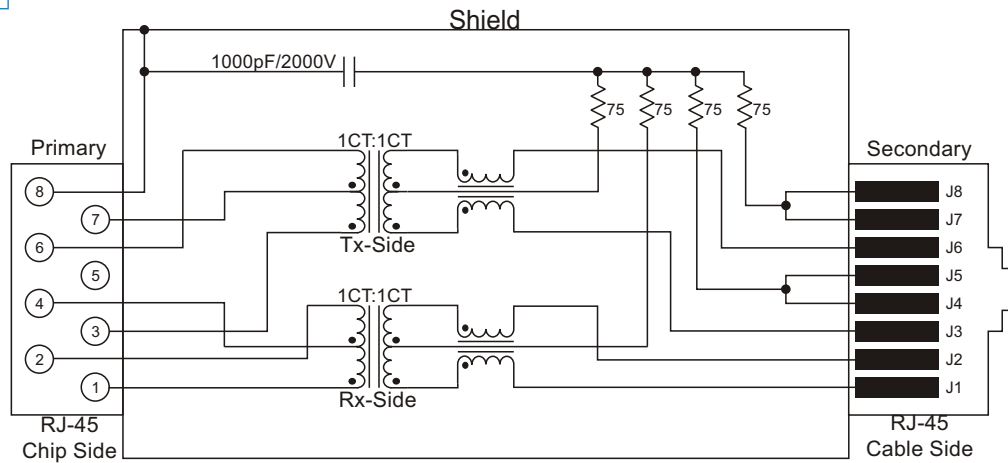 Shield
1000pF/2000V
75 75 75 75
1CT:1CT
Primary
Secondary
8
J8
7
J7
6
J6
Tx-Side
5
J5
1CT:1CT
4
J4
3
J3
2
J2
1
J1
Rx-Side
RJ-45
Chip Side
RJ-45
Cable Side